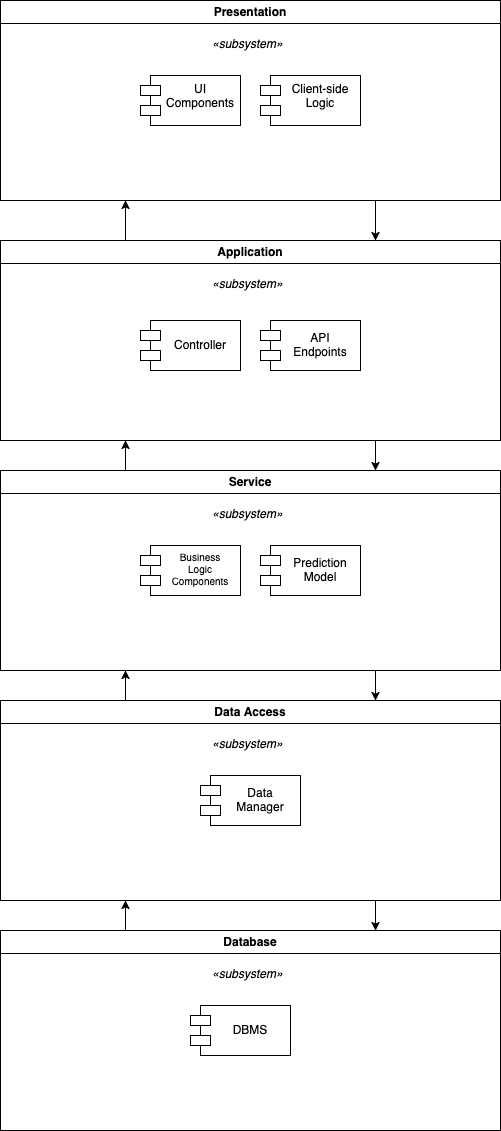 Presentation
«subsystem»
UI
Components
Client-side
Logic
Application
«subsystem»
Controller
API
Endpoints
Service
«subsystem»
Business
Logic
Components
Prediction
Model
Data Access
«subsystem»
Data
Manager
Database
«subsystem»
DBMS